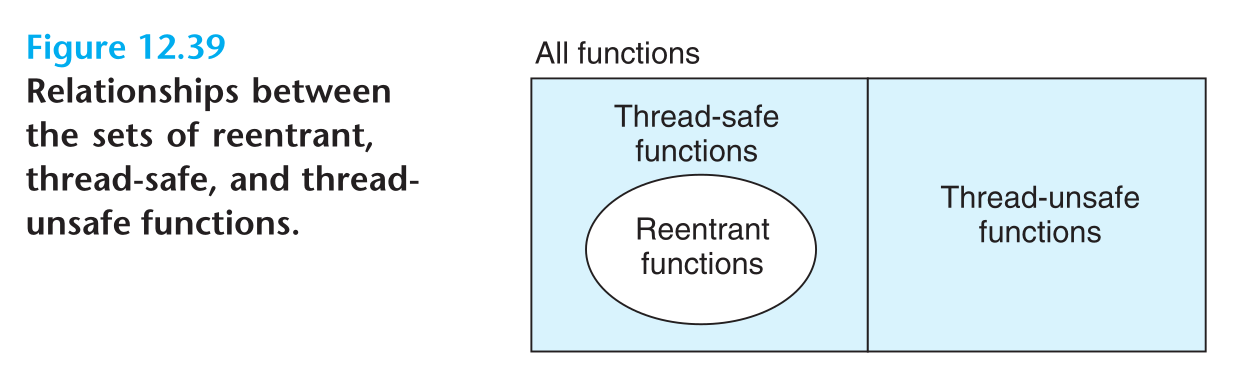 Figure 12.39
Relationships between
the sets of reentrant,
thread-safe, and thread-
unsafe functions.
All functions
Thread-safe
functions
Reentrant
functions
Thread-unsafe
functions